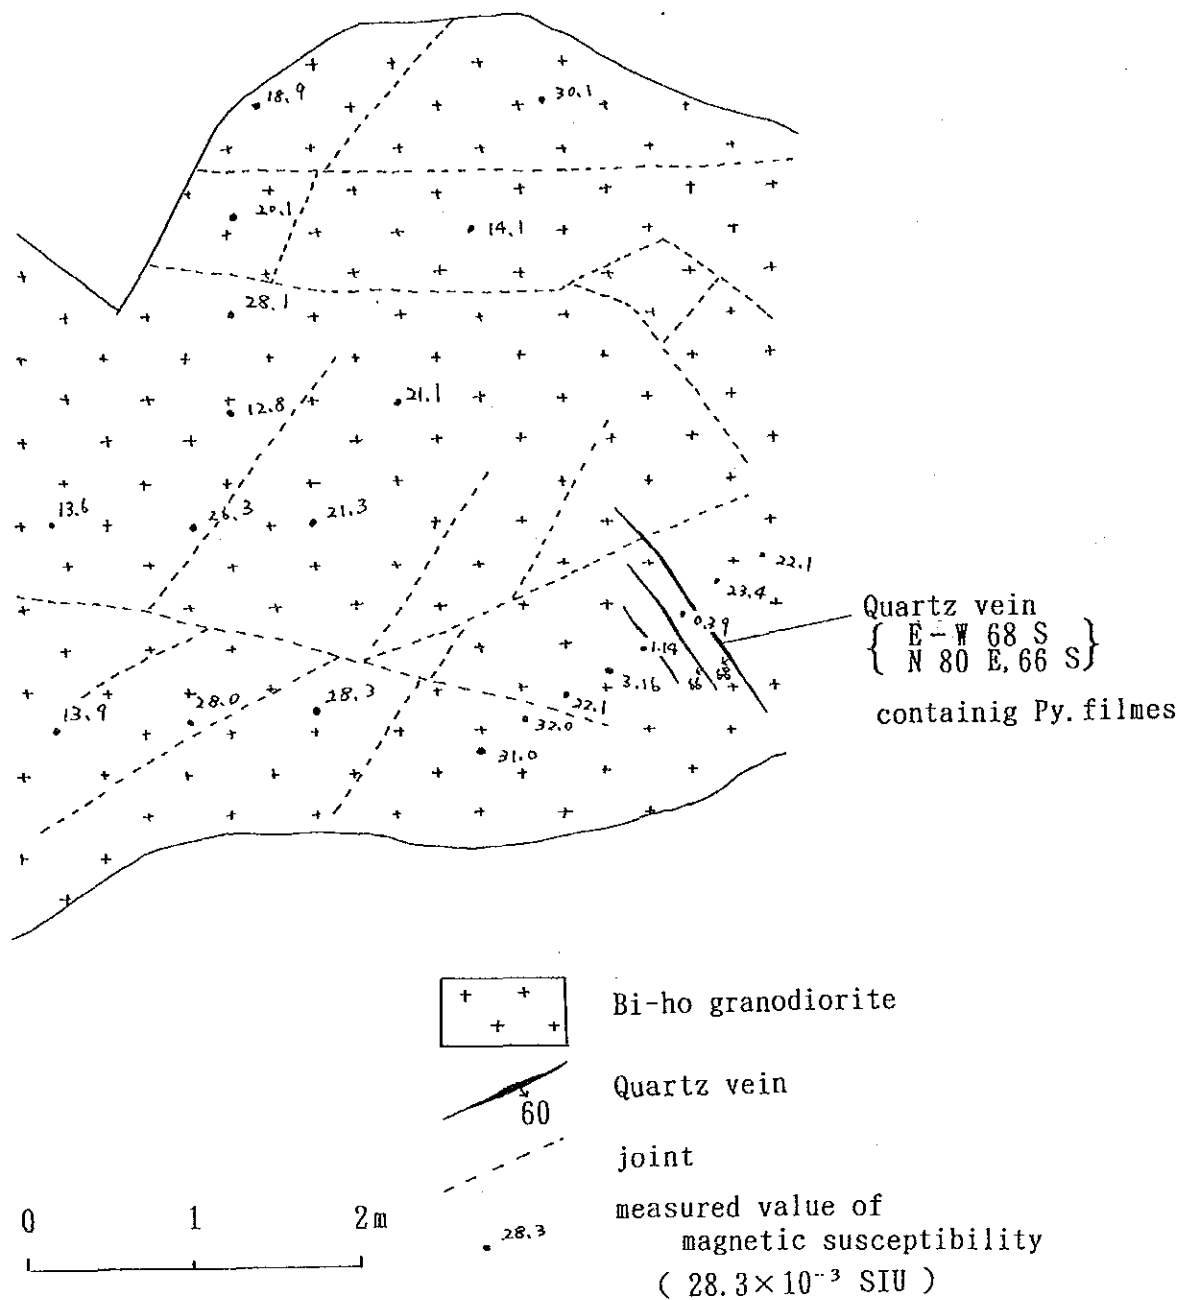 18.9
30.1
20.1
14.1
28.1
12.8
21.1
13.6
26.3
21.3
22.1
23.4
0.39
1.14
3.16
66
68
13.9
28.0
28.3
22.1
32.0
31.0
Quartz vein
{ E-W 68 S }
{ N 80 E, 66 S }
containig Py. filmes
Bi-ho granodiorite
Quartz vein
60
joint
measured value of
magnetic susceptibility
( 28.3×10⁻³ SIU )
28.3
0 1 2m